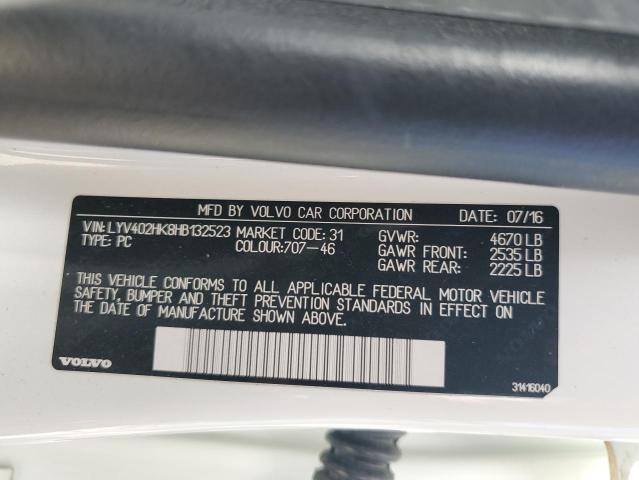 MFD BY VOLVO CAR CORPORATION DATE: 07/16
VIN:LYV402HK8HB132523 MARKET CODE:31 GVWR: 4670 LB
TYPE: PC COLOUR:707-46 GAWR FRONT: 2535 LB
GAWR REAR: 2225 LB
THIS VEHICLE CONFORMS TO ALL APPLICABLE FEDERAL MOTOR VEHICLE
SAFETY, BUMPER AND THEFT PREVENTION STANDARDS IN EFFECT ON
THE DATE OF MANUFACTURE SHOWN ABOVE.
VOLVO
31416040